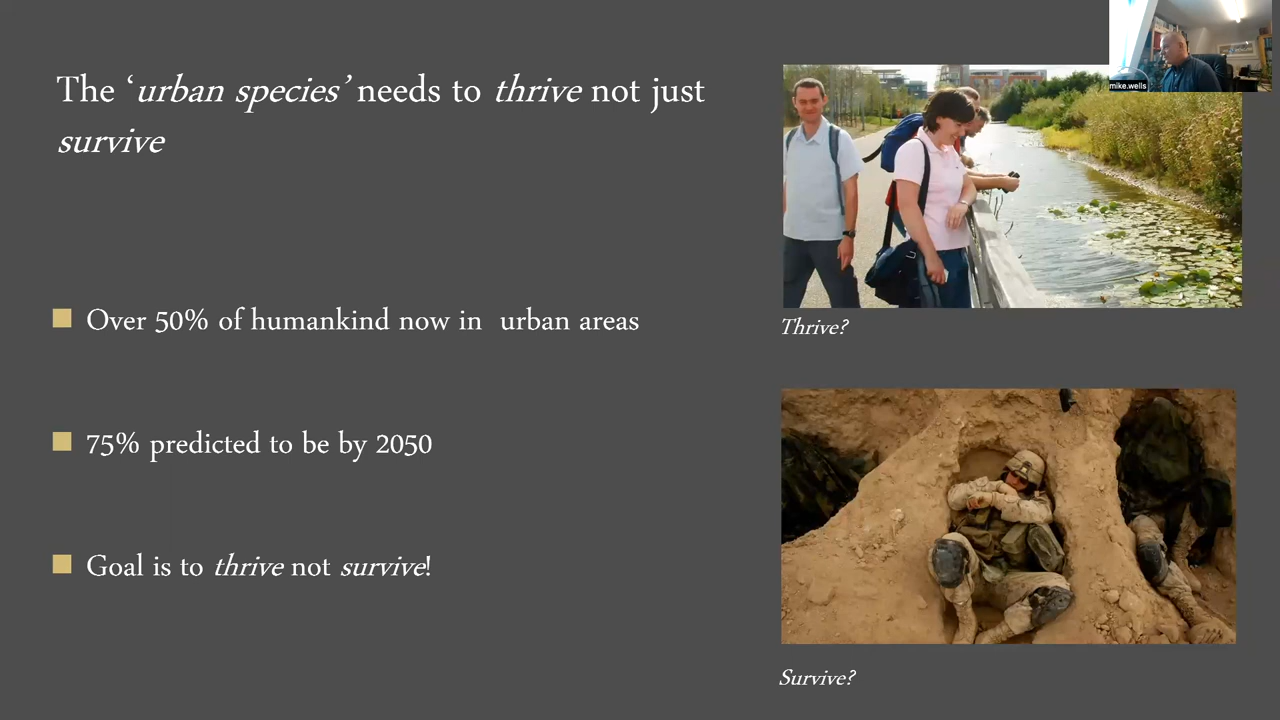 The ‘urban species’ needs to thrive not just
survive
Over 50% of humankind now in urban areas
75% predicted to be by 2050
Goal is to thrive not survive!
mike.wells
Thrive?
Survive?